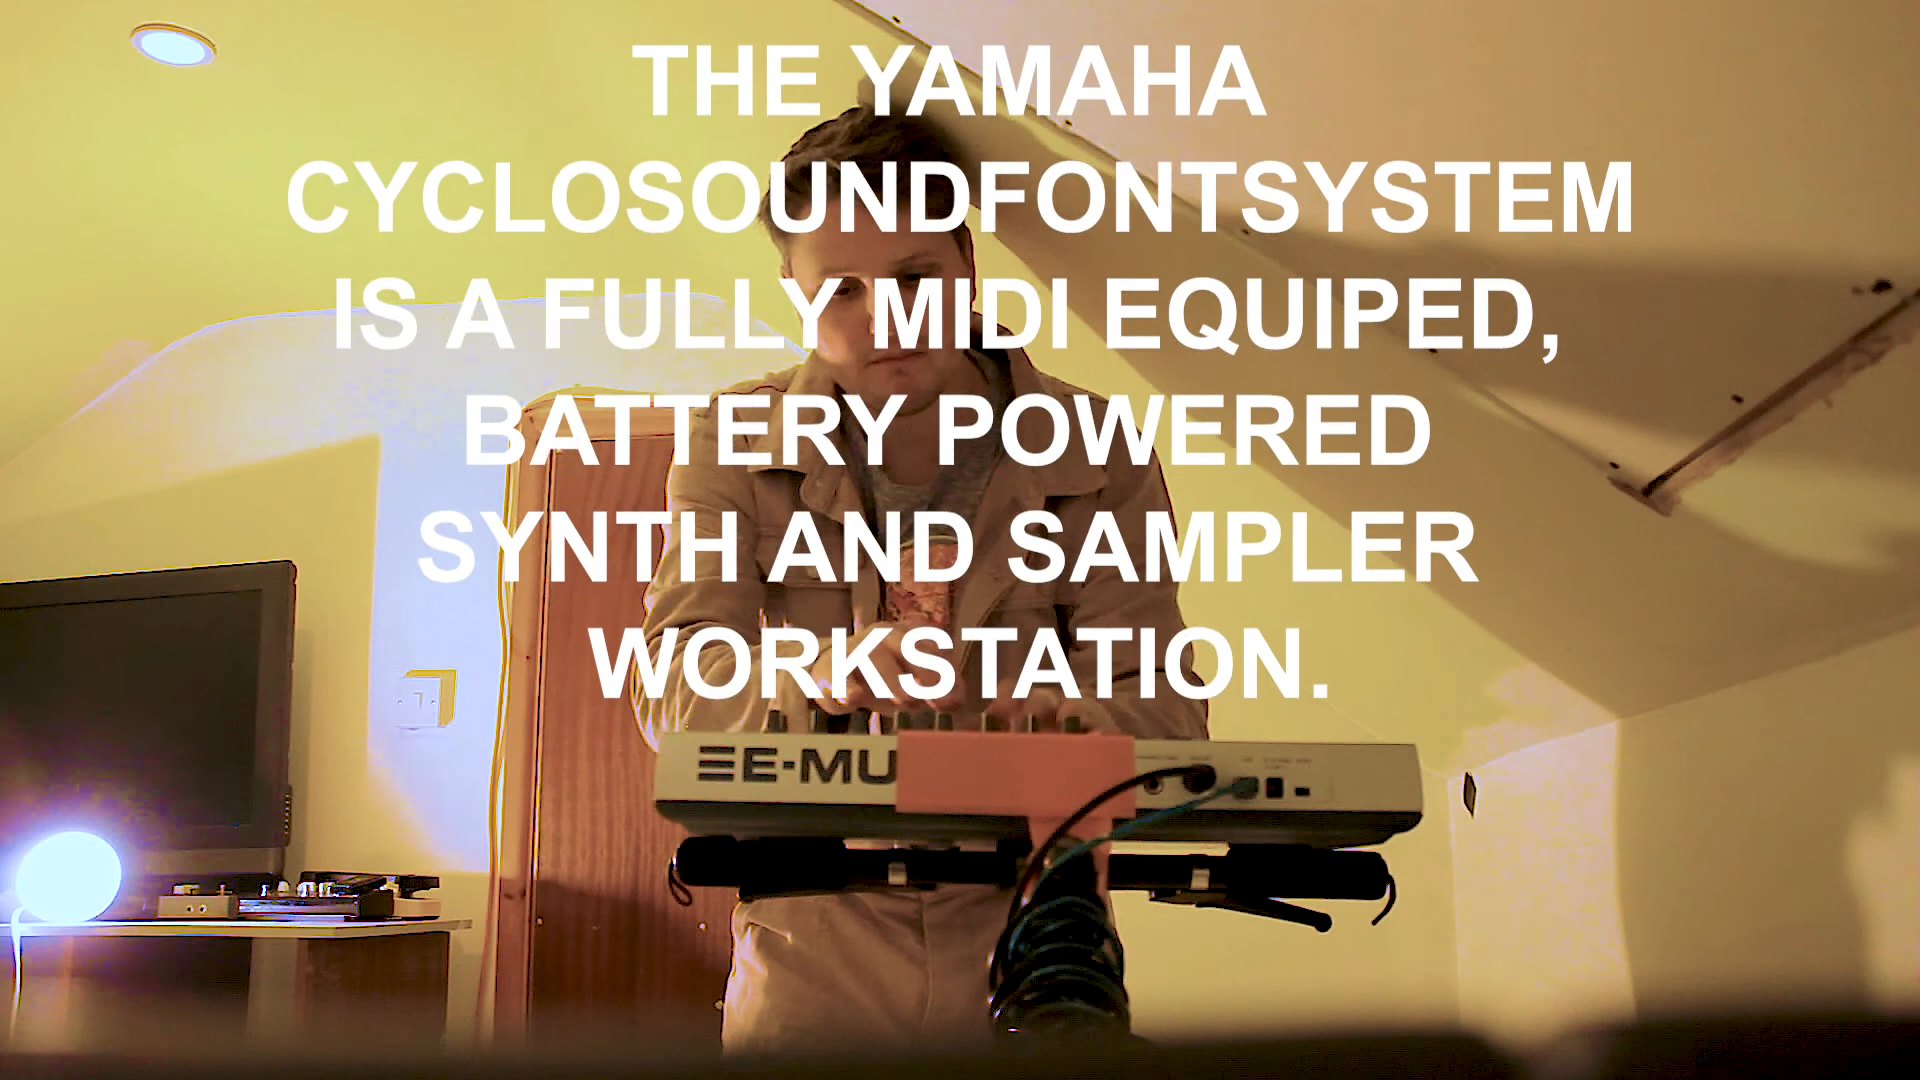 THE YAMAHA
CYCLOSOUNDFONTSYSTEM
IS A FULLY MIDI EQUIPED,
BATTERY POWERED
SYNTH AND SAMPLER
WORKSTATION.
E-MU